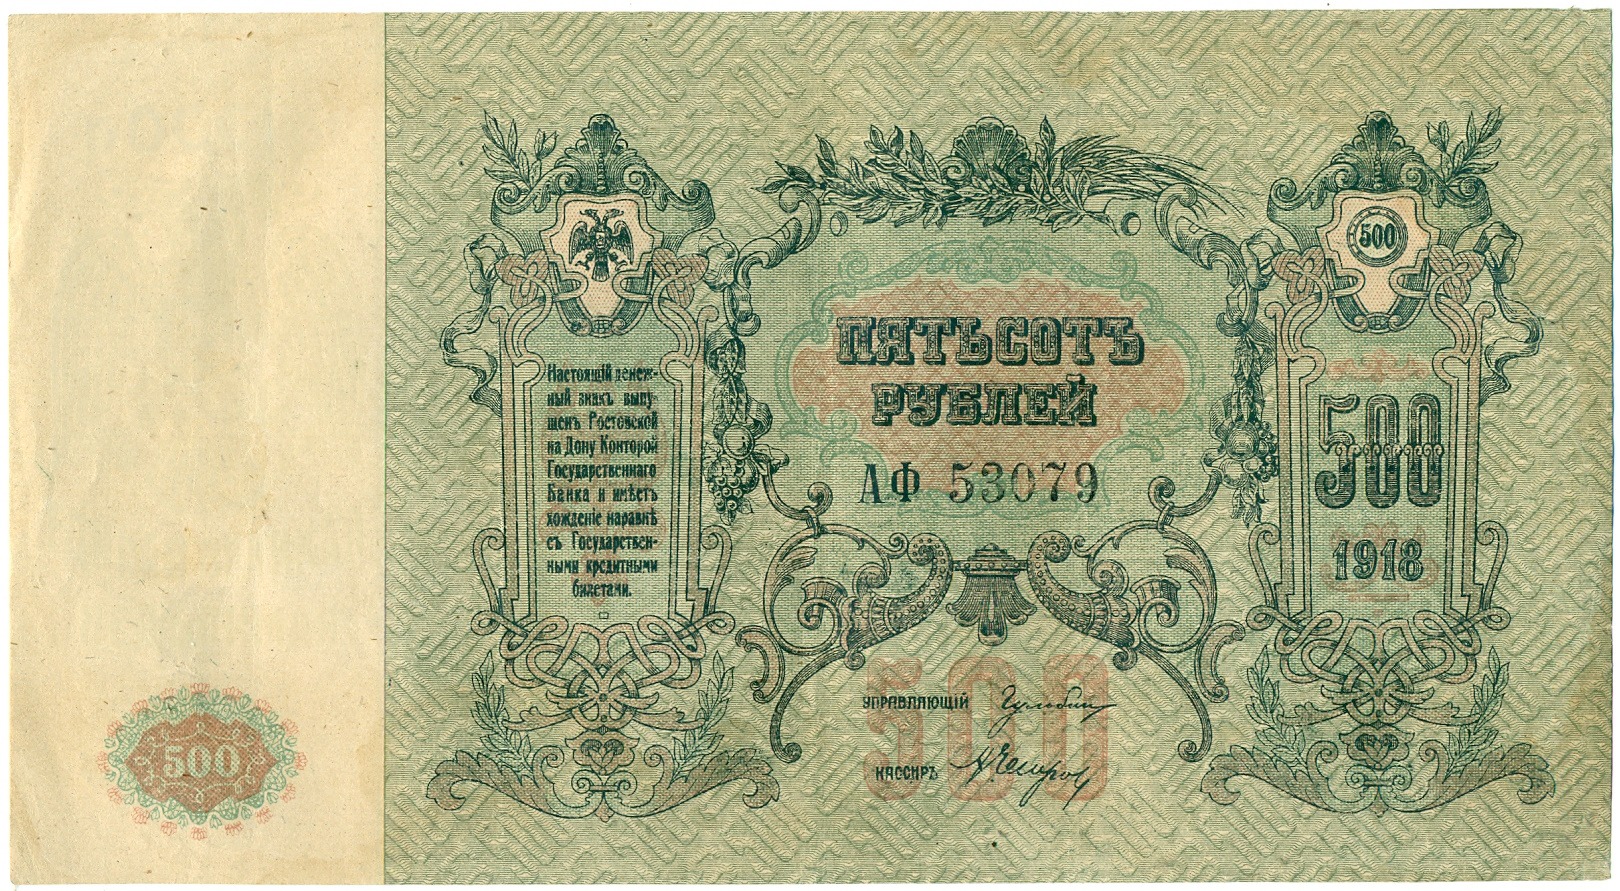 Настоящій денеж-
ный знакъ выпу-
щенъ Ростовской
на Дону Конторой
Государственнаго
Банка и имѣетъ
хожденіе наравнѣ
съ Государствен-
ными кредитными
билетами.
ПЯТЬСОТЪ
РУБЛЕЙ
АФ 53079
500
500
1918
500
УПРАВЛЯЮЩІЙ
КАССИРЪ
500